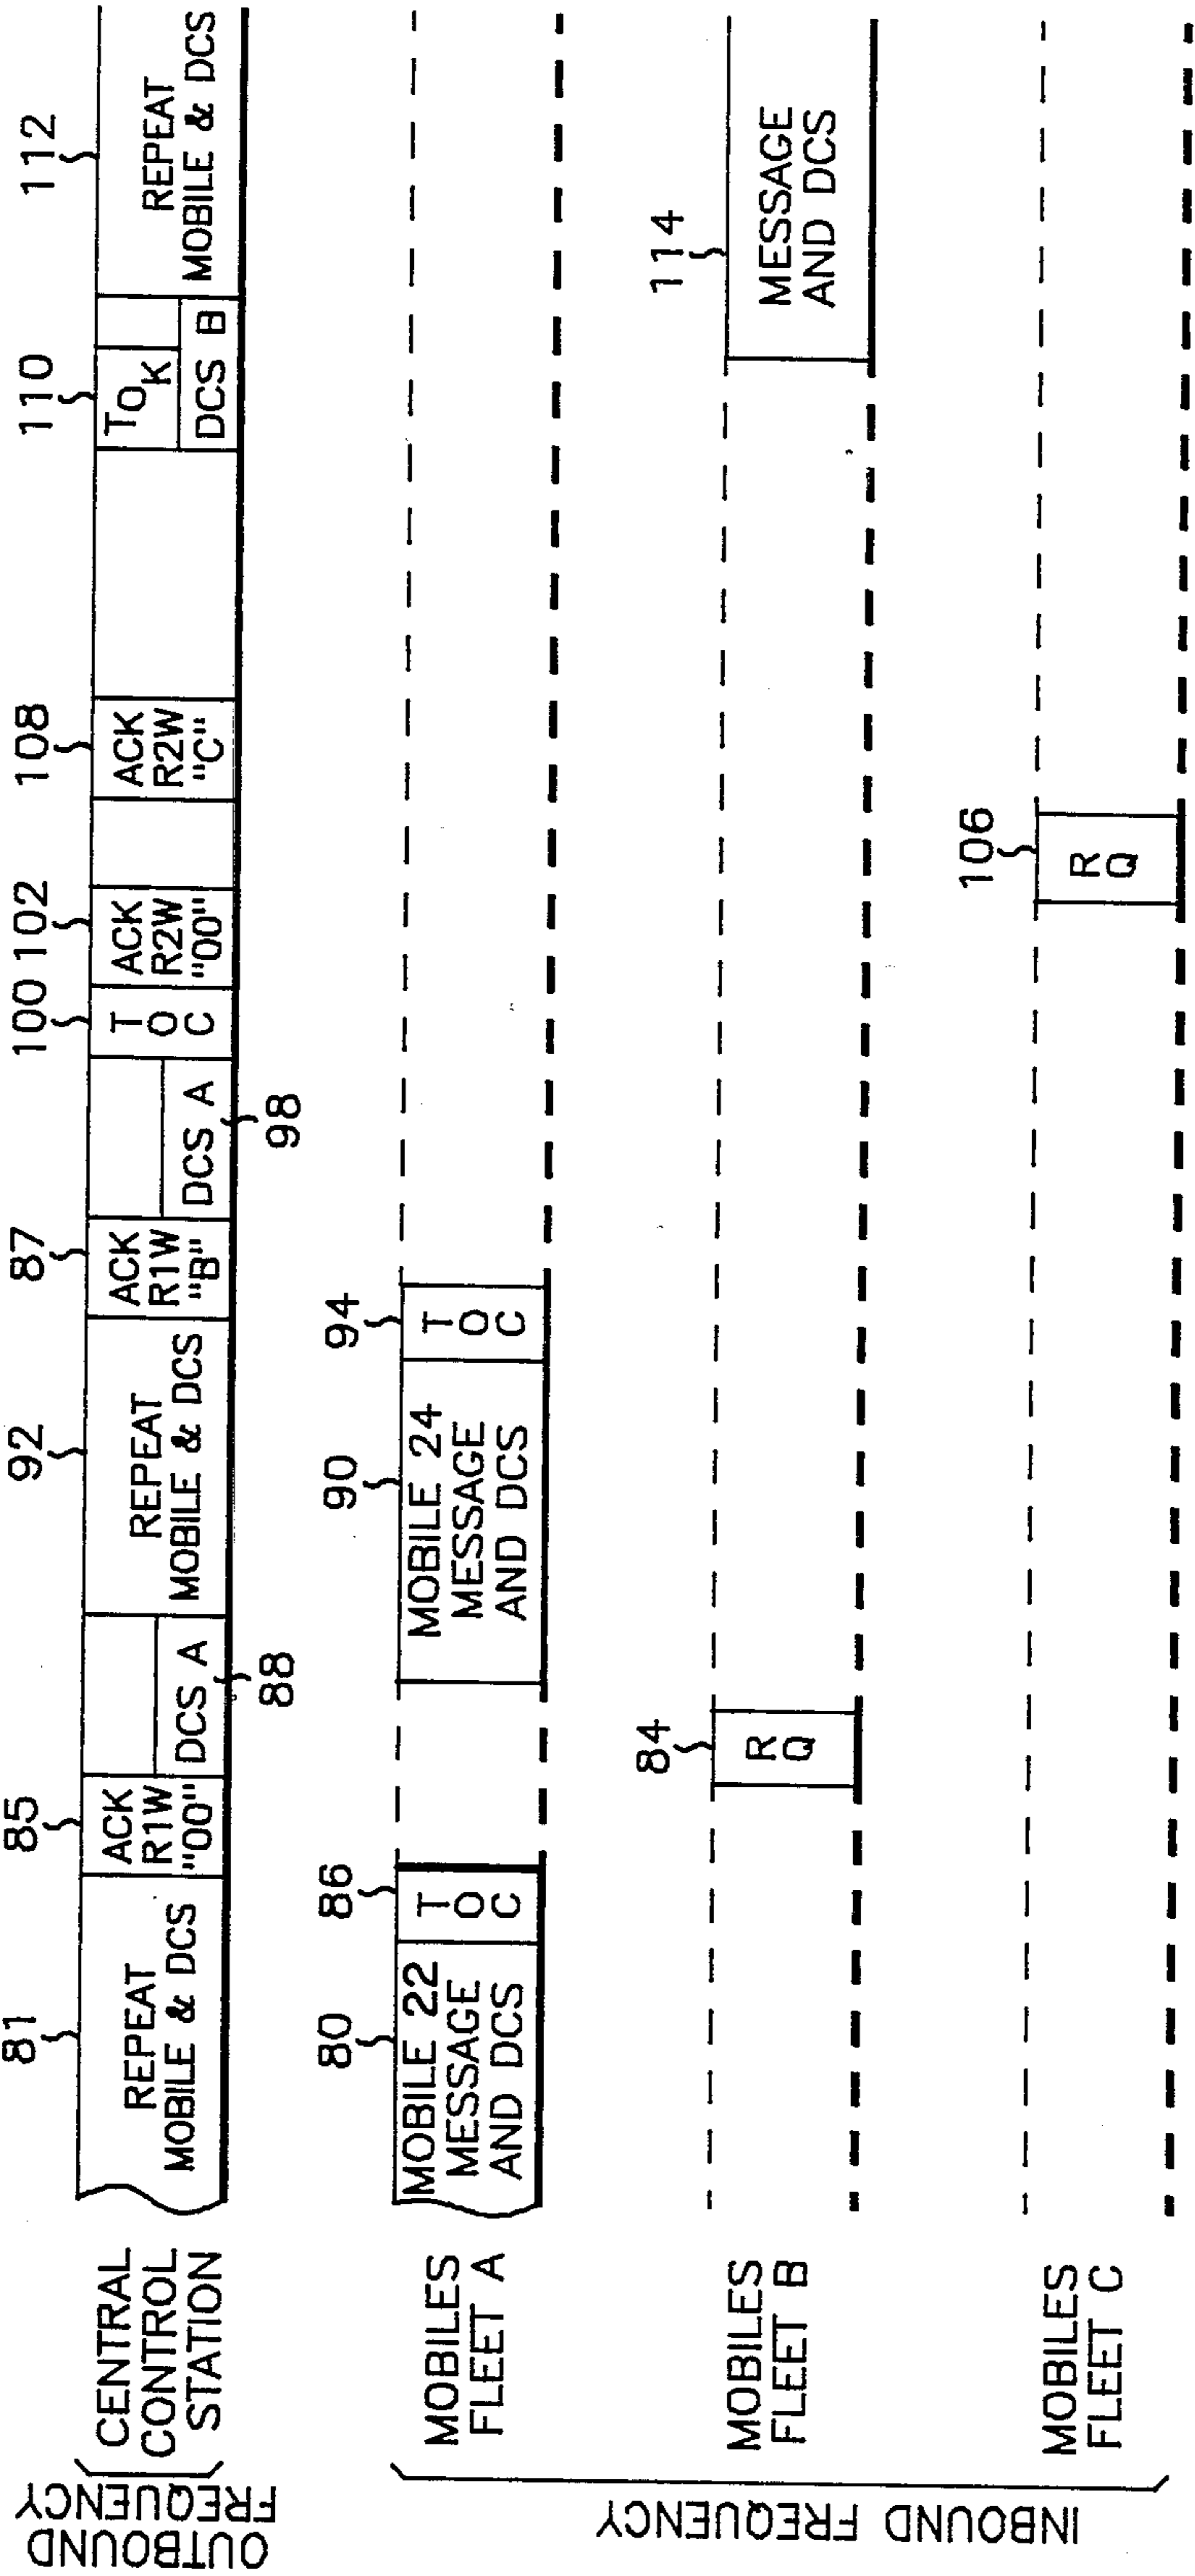 OUTBOUND
FREQUENCY
CENTRAL
CONTROL
STATION
81
REPEAT
MOBILE & DCS
85
ACK
R1W
"00"
DCS A
88
92
REPEAT
MOBILE & DCS
87
ACK
R1W
"B"
DCS A
98
100
T
O
C
102
ACK
R2W
"00"
108
ACK
R2W
"C"
110
TOK
DCS B
112
REPEAT
MOBILE & DCS
INBOUND FREQUENCY
MOBILES
FLEET A
80
MOBILE 22
MESSAGE
AND DCS
86
T
O
C
90
MOBILE 24
MESSAGE
AND DCS
94
T
O
C
MOBILES
FLEET B
84
R
Q
114
MESSAGE
AND DCS
MOBILES
FLEET C
106
R
Q